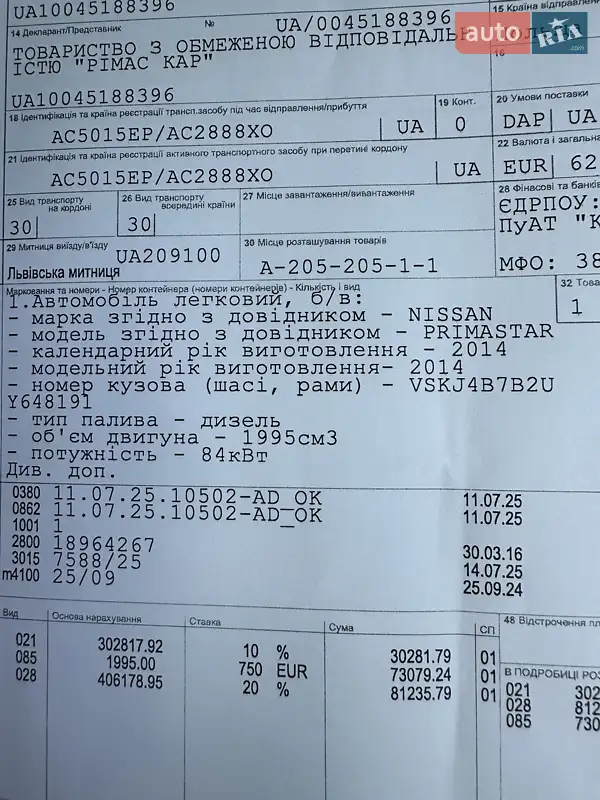 UA10045188396
15 Країна відправлення
14 Декларант/Представник
№
UA/0045188396
ТОВАРИСТВО З ОБМЕЖЕНОЮ ВІДПОВІДАЛЬН
ІСТЮ "РІМАС КАР"
UA10045188396
auto RIA.com
16
18 Ідентифікація та країна реєстрації трансп.засобу під час відправлення/прибуття
AC5015EP/AC2888XO
UA
19 Конт.
0
20 Умови поставки
DAP UA
21 Ідентифікація та країна реєстрації активного транспортного засобу при перетині кордону
AC5015EP/AC2888XO
UA
22 Валюта і загальна
EUR 62
25 Вид транспорту на кордоні
30
26 Вид транспорту всередині країни
30
27 Місце завантаження/вивантаження
28 Фінасові та банків
ЄДРПОУ:
ПуАТ "К
МФО: 38
29 Митниця виїзду/в'їзду
UA209100
Львівська митниця
30 Місце розташування товарів
A-205-205-1-1
Марковання та номери - Номер контейнера (номери контейнерів) - Кількість і вид
32 Това
1
1.Автомобіль легковий, б/в:
- марка згідно з довідником - NISSAN
- модель згідно з довідником - PRIMASTAR
- календарний рік виготовлення - 2014
- модельний рік виготовлення- 2014
- номер кузова (шасі, рами) - VSKJ4B7B2U
Y648191
- тип палива - дизель
- об'єм двигуна - 1995см3
- потужність - 84кВт
Див. доп.
0380 11.07.25.10502-AD_OK 11.07.25
0862 11.07.25.10502-AD_OK 11.07.25
1001 1
2800 18964267 30.03.16
3015 7588/25 14.07.25
m4100 25/09 25.09.24
Вид Основа нарахування Ставка Сума СП
021 302817.92 10 % 30281.79 01
085 1995.00 750 EUR 73079.24 01
028 406178.95 20 % 81235.79 01
48 Відстрочення пл
В ПОДРОБИЦІ РОЗ
021 302
028 812
085 730